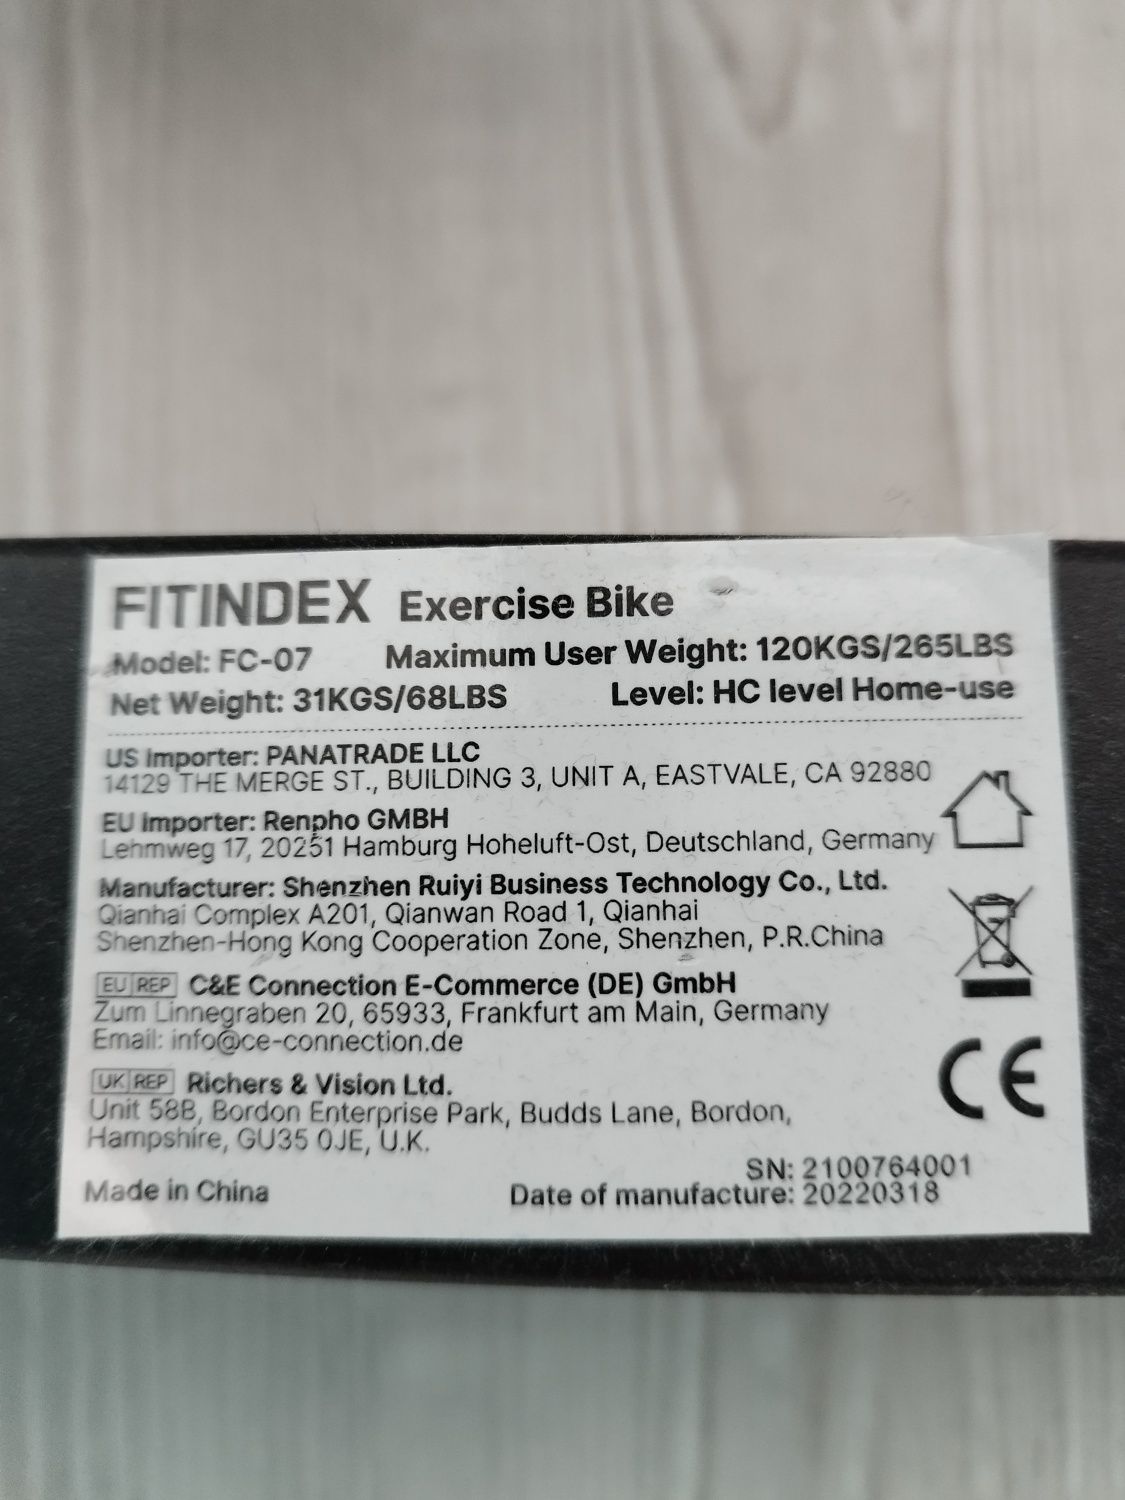 FITINDEX Exercise Bike
Model: FC-07 Maximum User Weight: 120KGS/265LBS
Net Weight: 31KGS/68LBS Level: HC level Home-use
US Importer: PANATRADE LLC
14129 THE MERGE ST., BUILDING 3, UNIT A, EASTVALE, CA 92880
EU Importer: Renpho GMBH
Lehmweg 17, 20251 Hamburg Hoheluft-Ost, Deutschland, Germany
Manufacturer: Shenzhen Ruiyi Business Technology Co., Ltd.
Qianhai Complex A201, Qianwan Road 1, Qianhai
Shenzhen-Hong Kong Cooperation Zone, Shenzhen, P.R.China
EU REP C&E Connection E-Commerce (DE) GmbH
Zum Linnegraben 20, 65933, Frankfurt am Main, Germany
Email: info@ce-connection.de
CE
UK REP Richers & Vision Ltd.
Unit 58B, Bordon Enterprise Park, Budds Lane, Bordon,
Hampshire, GU35 0JE, U.K.
SN: 2100764001
Made in China Date of manufacture: 20220318